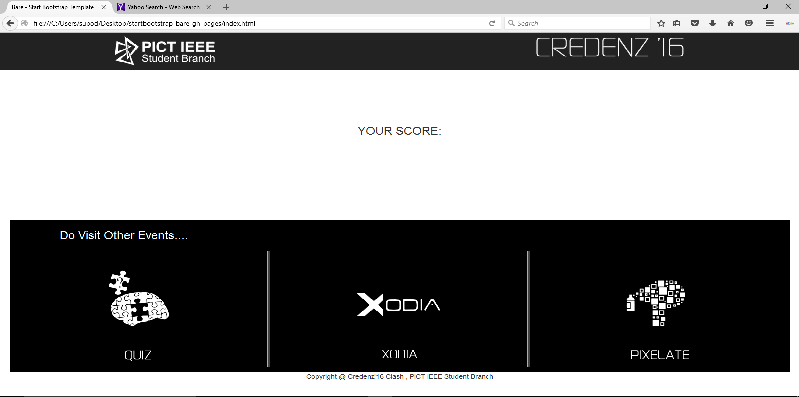 Bare - Start Bootstrap Template
Yahoo Search - Web Search
file:///C:/Users/subod/Desktop/startbootstrap-bare-gh-pages/index.html
Search
PICT IEEE
Student Branch
CREDENZ '16
YOUR SCORE:
Do Visit Other Events....
XODIA
QUIZ
XODIA
PIXELATE
Copyright @ Credenz'16 Clash , PICT IEEE Student Branch